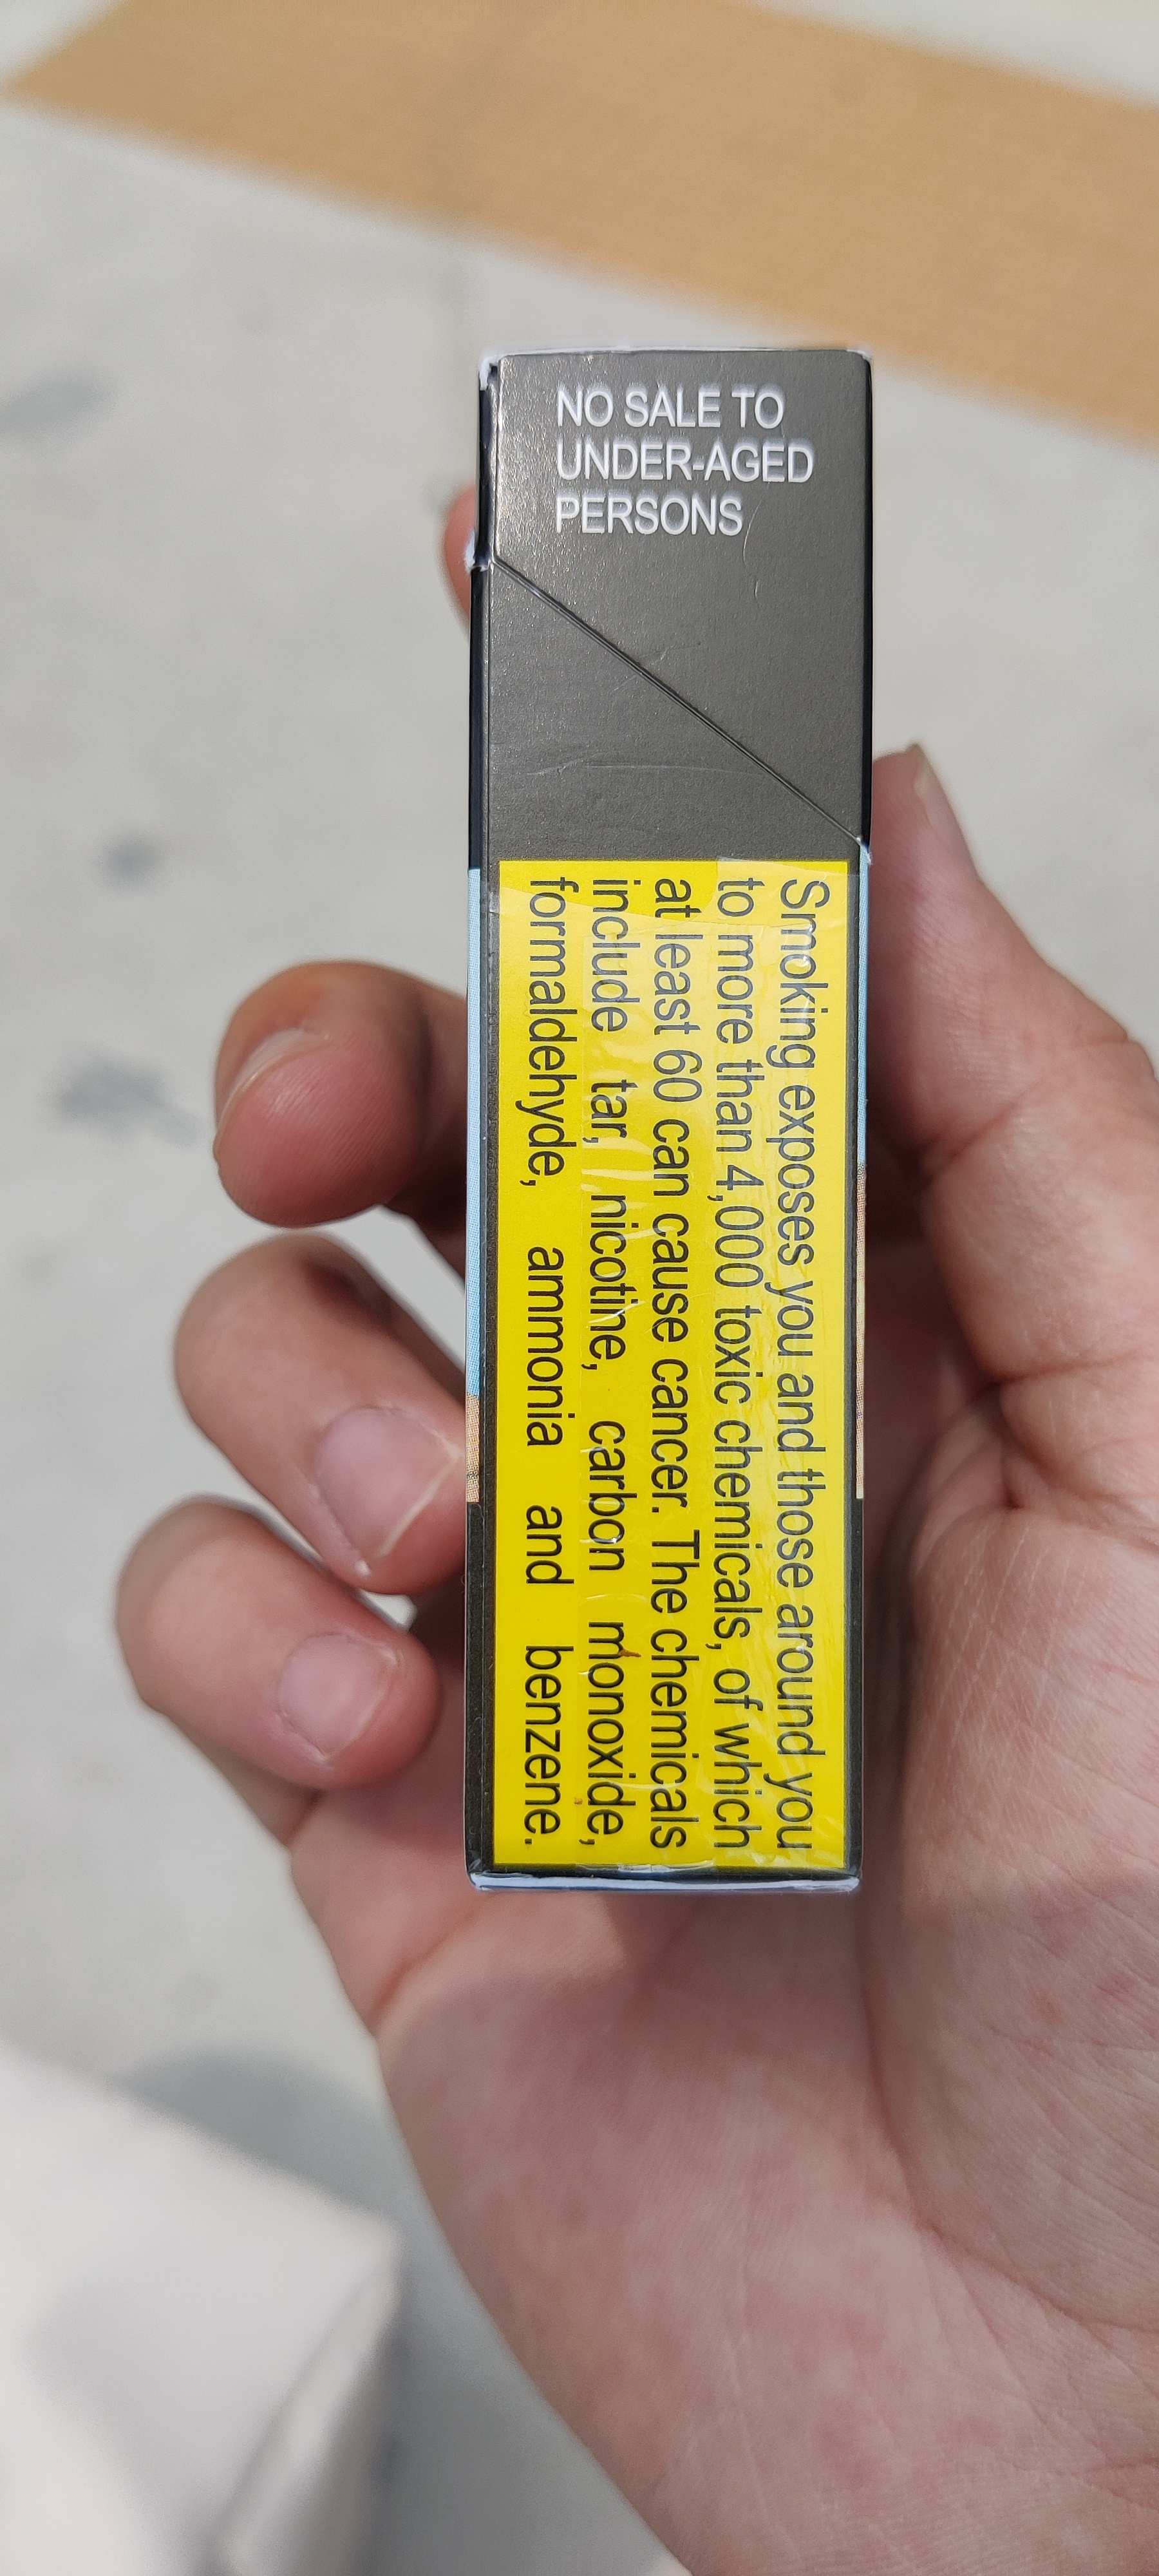 NO SALE TO
UNDER-AGED
PERSONS
Smoking exposes you and those around you
to more than 4,000 toxic chemicals, of which
at least 60 can cause cancer. The chemicals
include tar, nicotine, carbon monoxide,
formaldehyde, ammonia and benzene.